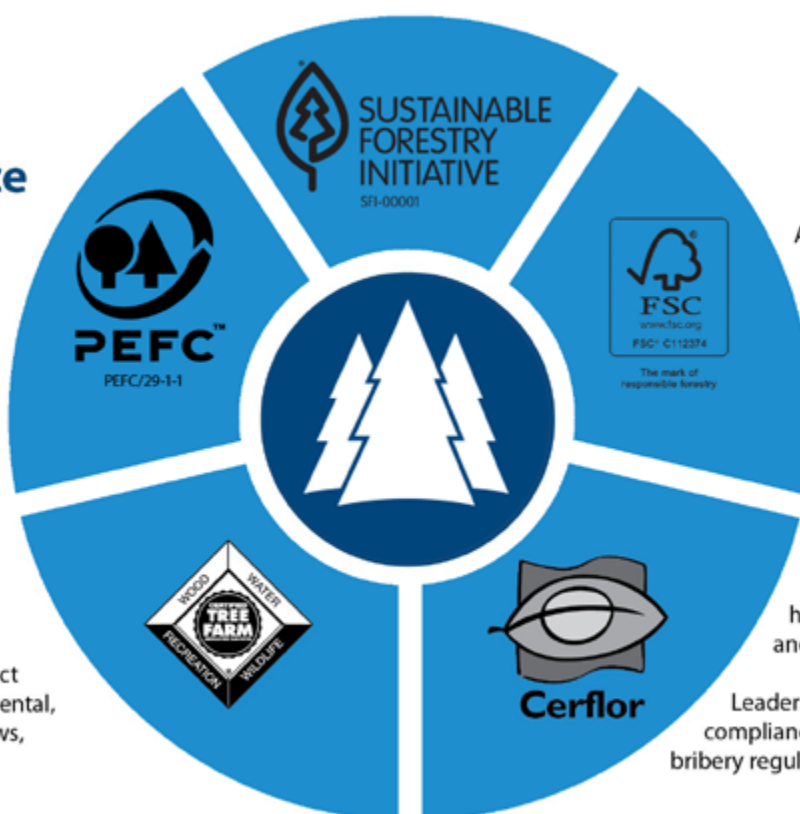 SUSTAINABLE
FORESTRY
INITIATIVE
SFI-00001
PEFC™
PEFC/29-1-1
®
FSC
www.fsc.org
FSC® C112374
The mark of
responsible forestry
WOOD
WATER
RECREATION
WILDLIFE
CERTIFIED
TREE
FARM
Cerflor
ce
A
h
and
Leader
complianc
bribery regul
ct
ental,
ws,